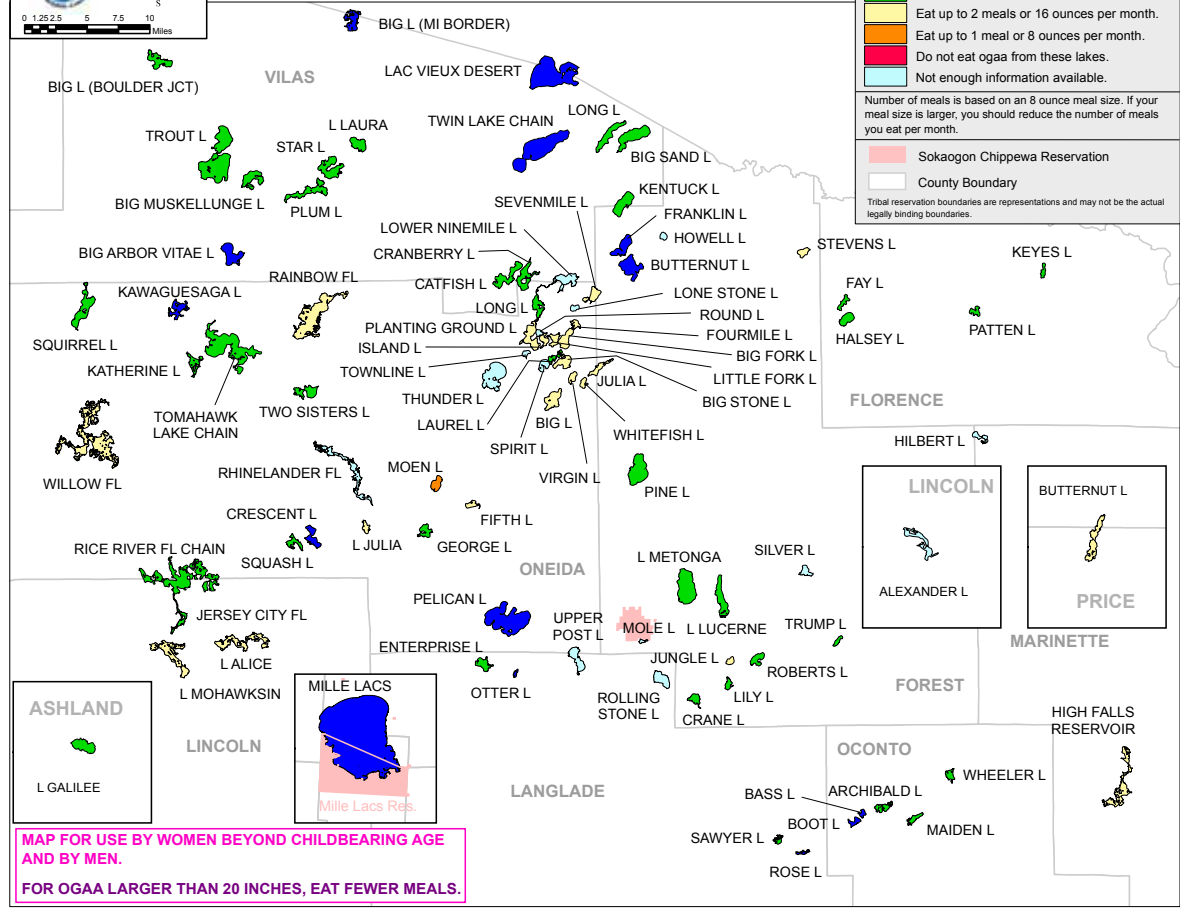 S
0 1.25 2.5 5 7.5 10
Miles
Eat up to 2 meals or 16 ounces per month.
Eat up to 1 meal or 8 ounces per month.
Do not eat ogaa from these lakes.
Not enough information available.
Number of meals is based on an 8 ounce meal size. If your
meal size is larger, you should reduce the number of meals
you eat per month.
Sokaogon Chippewa Reservation
County Boundary
Tribal reservation boundaries are representations and may not be the actual
legally binding boundaries.
BIG L (MI BORDER)
BIG L (BOULDER JCT)
VILAS
LAC VIEUX DESERT
TROUT L
L LAURA
STAR L
TWIN LAKE CHAIN
LONG L
BIG SAND L
BIG MUSKELLUNGE L
PLUM L
KENTUCK L
SEVENMILE L
FRANKLIN L
LOWER NINEMILE L
HOWELL L
STEVENS L
KEYES L
BIG ARBOR VITAE L
CRANBERRY L
BUTTERNUT L
RAINBOW FL
CATFISH L
FAY L
KAWAGUESAGA L
LONE STONE L
LONG L
ROUND L
PLANTING GROUND L
FOURMILE L
PATTEN L
SQUIRREL L
ISLAND L
BIG FORK L
HALSEY L
KATHERINE L
TOWNLINE L
LITTLE FORK L
JULIA L
THUNDER L
BIG STONE L
FLORENCE
TOMAHAWK
LAKE CHAIN
TWO SISTERS L
LAUREL L
BIG L
WHITEFISH L
HILBERT L
SPIRIT L
RHINELANDER FL
MOEN L
VIRGIN L
WILLOW FL
PINE L
LINCOLN
BUTTERNUT L
CRESCENT L
FIFTH L
L JULIA
GEORGE L
SQUASH L
RICE RIVER FL CHAIN
SILVER L
L METONGA
ONEIDA
ALEXANDER L
PRICE
PELICAN L
JERSEY CITY FL
UPPER
POST L
MOLE L
L LUCERNE
TRUMP L
MARINETTE
ENTERPRISE L
L ALICE
JUNGLE L
ROBERTS L
L MOHAWKSIN
MILLE LACS
OTTER L
ROLLING
STONE L
LILY L
FOREST
CRANE L
HIGH FALLS
RESERVOIR
ASHLAND
LINCOLN
OCONTO
L GALILEE
LANGLADE
WHEELER L
Mille Lacs Res.
BASS L
ARCHIBALD L
BOOT L
MAIDEN L
SAWYER L
ROSE L
MAP FOR USE BY WOMEN BEYOND CHILDBEARING AGE
AND BY MEN.
FOR OGAA LARGER THAN 20 INCHES, EAT FEWER MEALS.